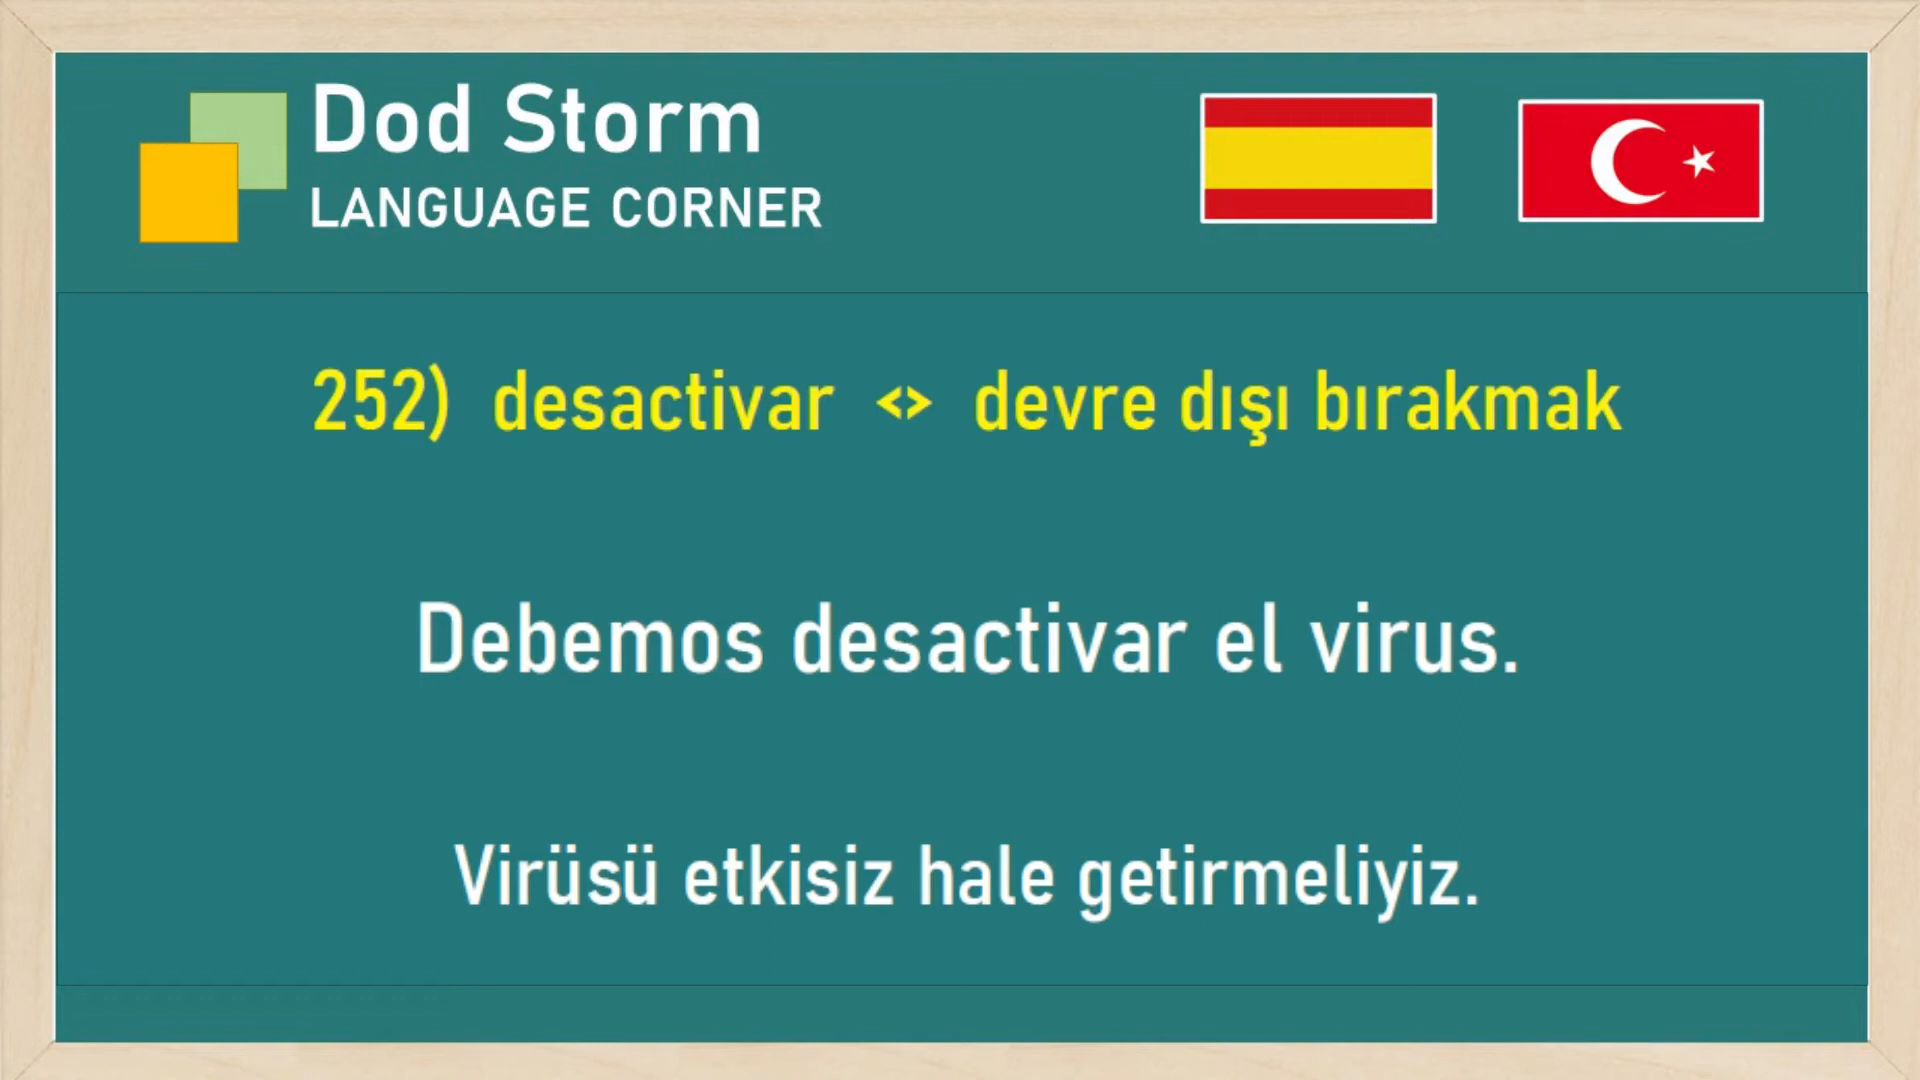 Dod Storm
LANGUAGE CORNER
252) desactivar <> devre dışı bırakmak
Debemos desactivar el virus.
Virüsü etkisiz hale getirmeliyiz.